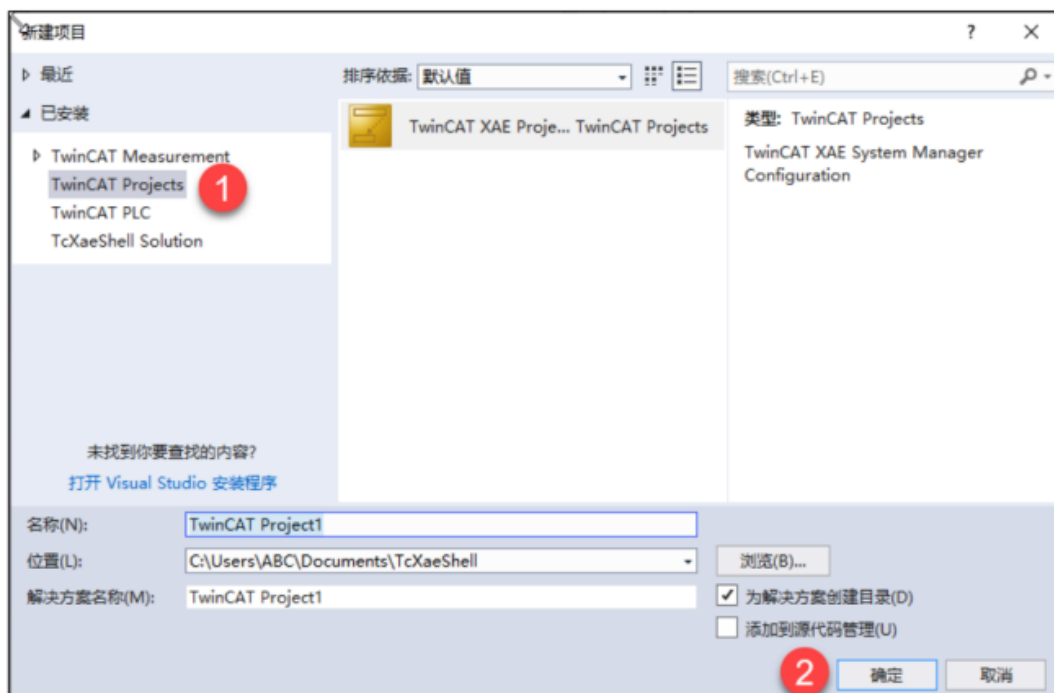 新建项目
?
最近
排序依据: 默认值
搜索(Ctrl+E)
已安装
TwinCAT XAE Proje... TwinCAT Projects
类型: TwinCAT Projects
TwinCAT XAE System Manager
Configuration
TwinCAT Measurement
TwinCAT Projects
1
TwinCAT PLC
TcXaeShell Solution
未找到你要查找的内容?
打开 Visual Studio 安装程序
名称(N): TwinCAT Project1
位置(L): C:\Users\ABC\Documents\TcXaeShell 浏览(B)...
解决方案名称(M): TwinCAT Project1 为解决方案创建目录(D)
添加到源代码管理(U)
2 确定 取消